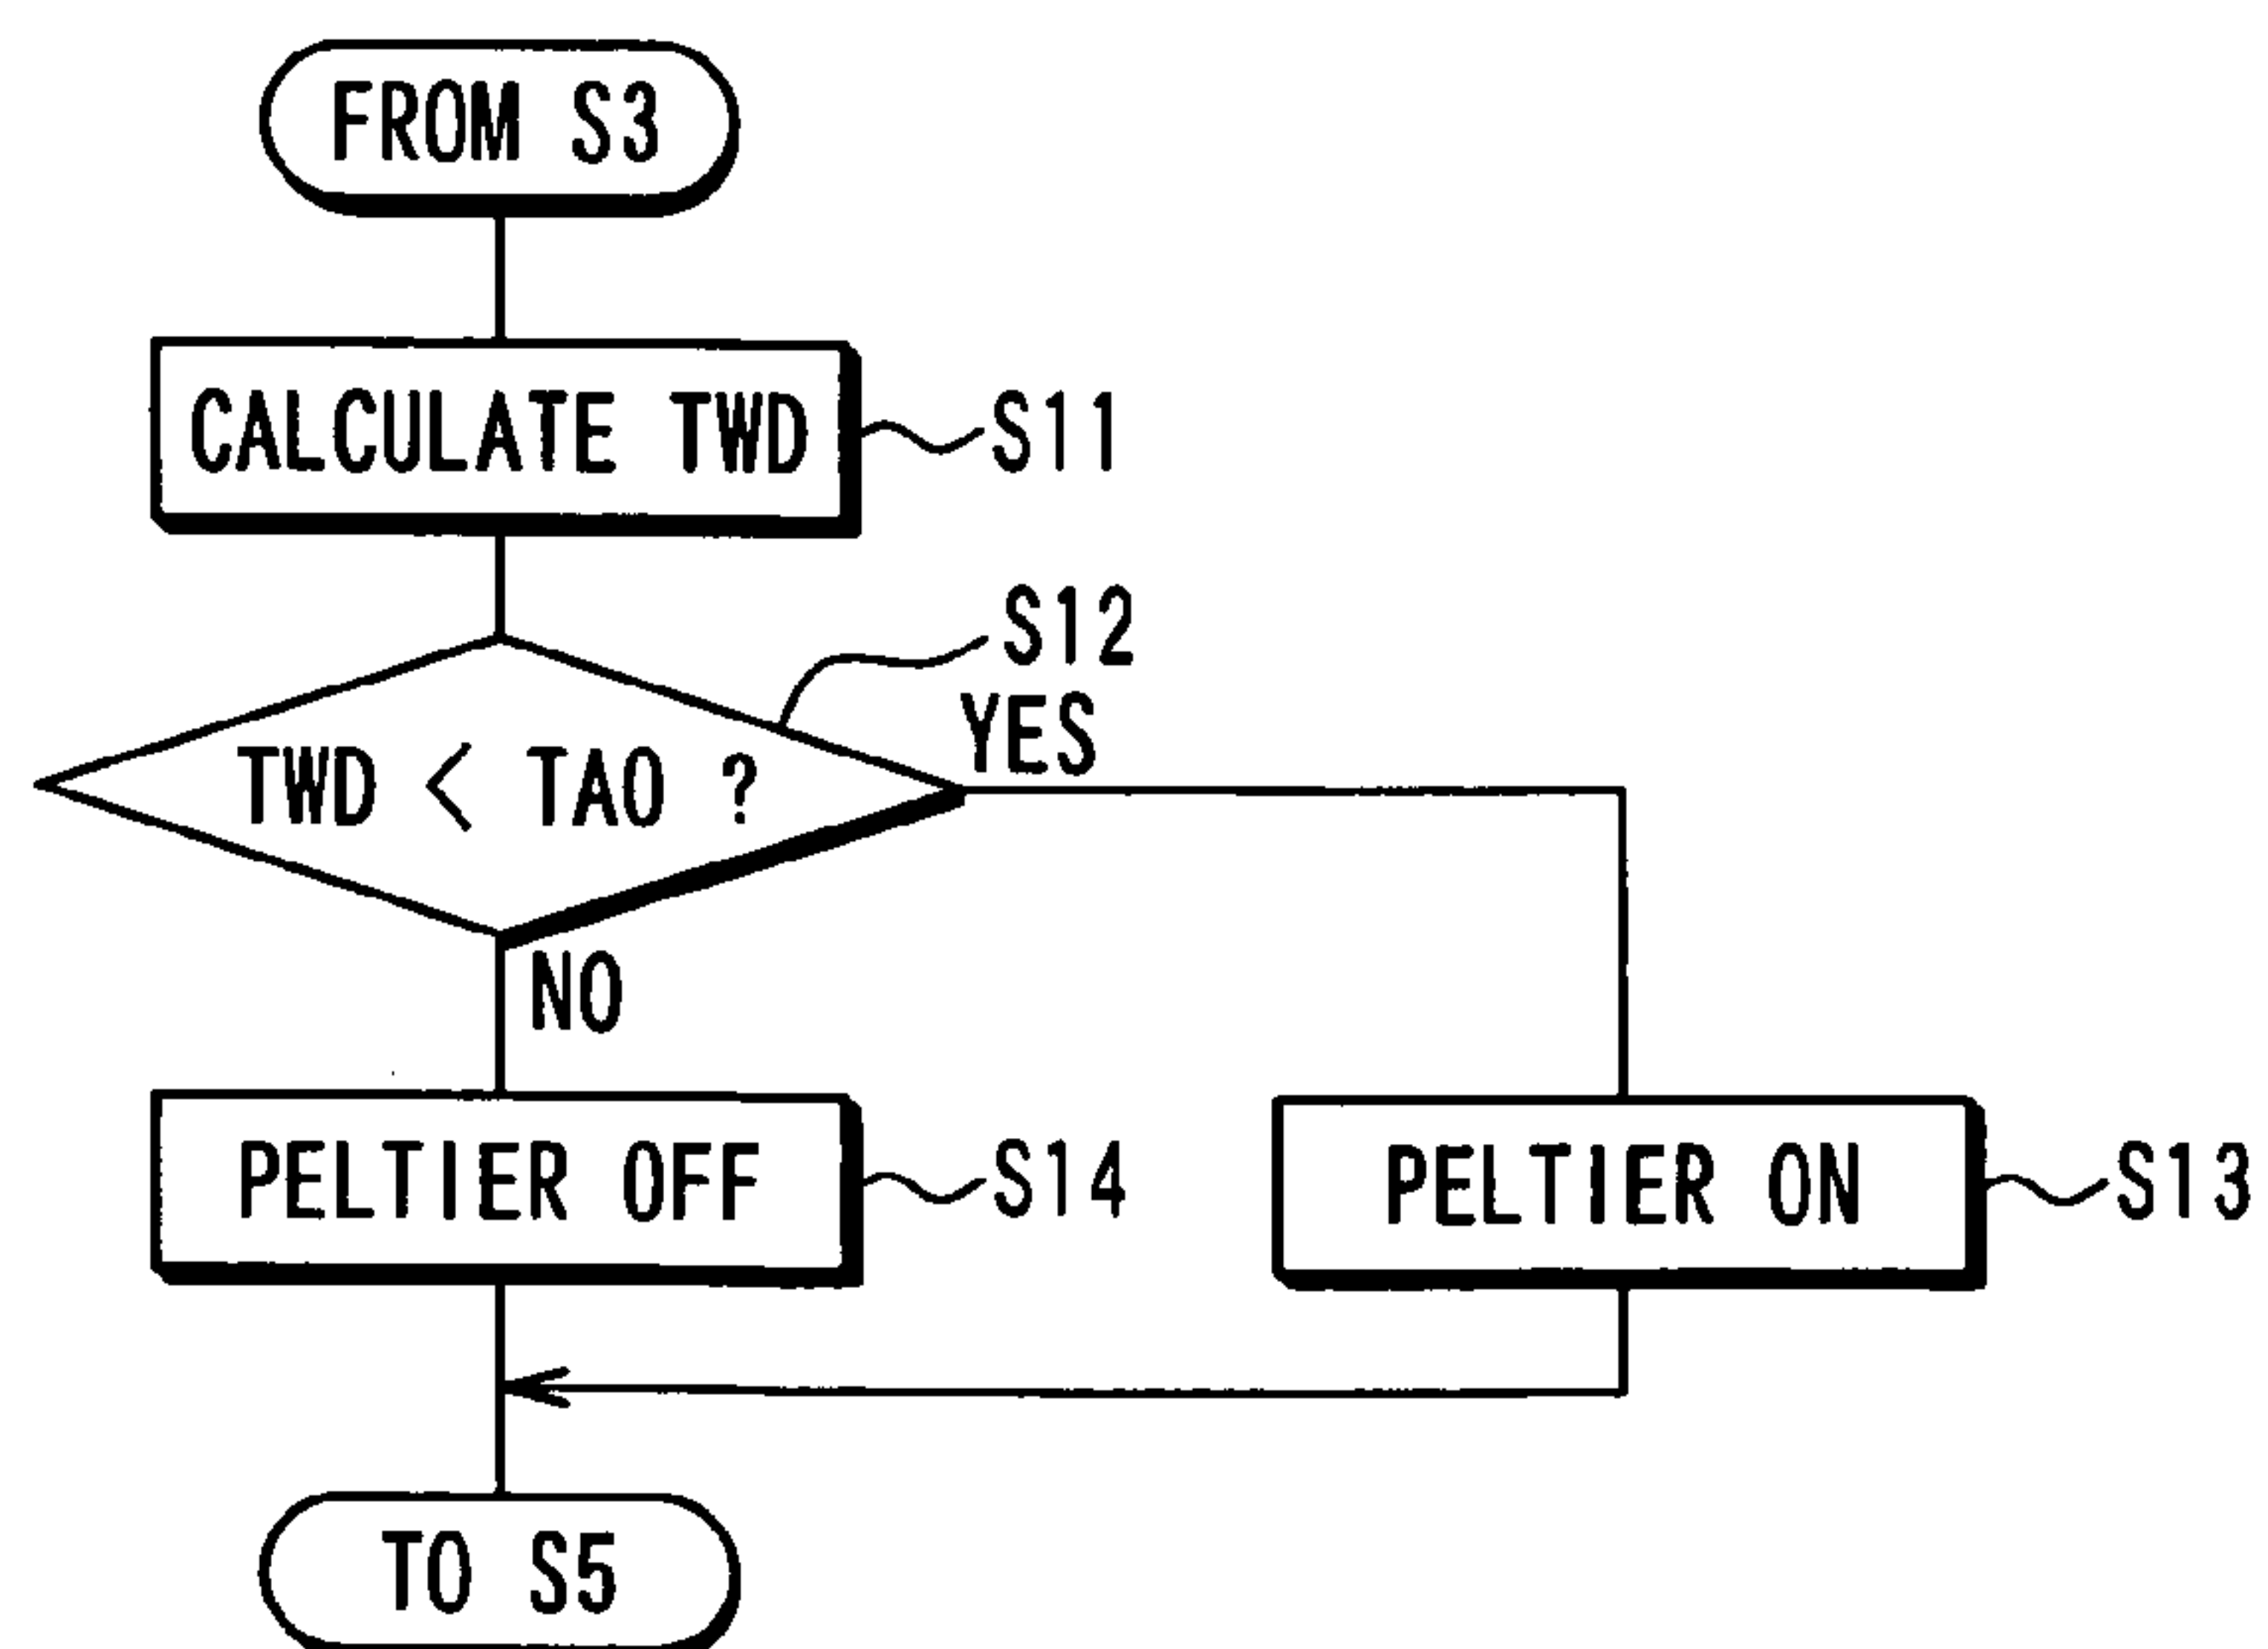 FROM S3
CALCULATE TWD
S11
S12
YES
TWD < TAO ?
NO
PELTIER OFF
S14
PELTIER ON
S13
TO S5